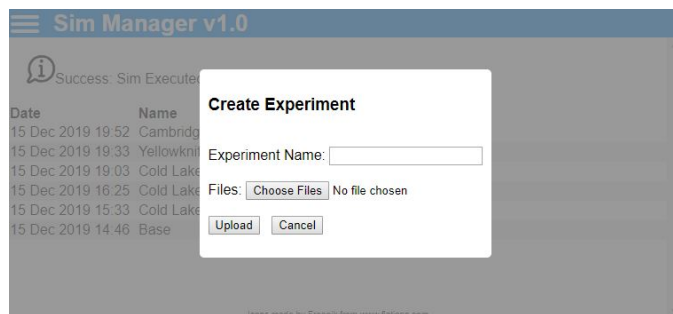 Sim Manager v1.0
Success: Sim Executed
Date Name
15 Dec 2019 19:52 Cambridg
15 Dec 2019 19:33 Yellowknif
15 Dec 2019 19:03 Cold Lake
15 Dec 2019 16:25 Cold Lake
15 Dec 2019 15:33 Cold Lake
15 Dec 2019 14:46 Base
Create Experiment
Experiment Name:
Files: Choose Files No file chosen
Upload Cancel